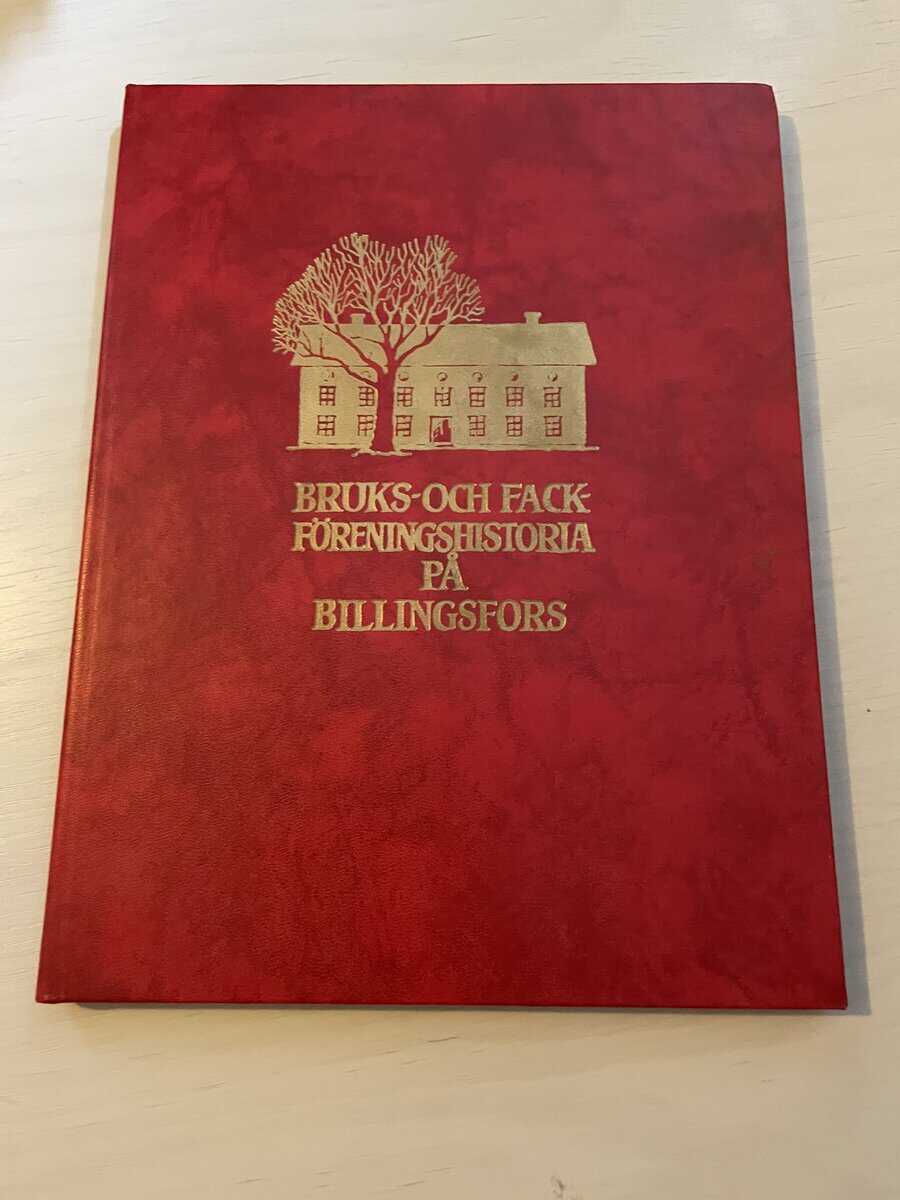 BRUKS- OCH FACK-
FÖRENINGSHISTORIA
PÅ
BILLINGSFORS